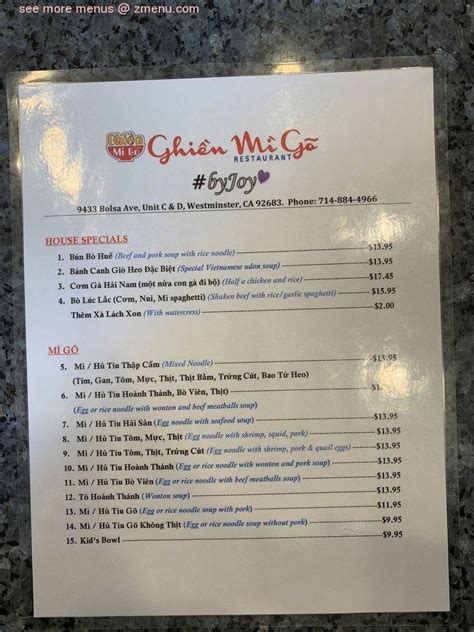 see more menus @ zmenu.com
Ghiền
Mì Gõ
Ghiền Mì Gõ
RESTAURANT
#byJoy
9433 Bolsa Ave, Unit C & D, Westminster, CA 92683. Phone: 714-884-4966
HOUSE SPECIALS
1. Bún Bò Huế (Beef and pork soup with rice noodle) $13.95
2. Bánh Canh Giò Heo Đặc Biệt (Special Vietnamese udon soup) $13.95
3. Cơm Gà Hải Nam (một nửa con gà đi bộ) (Half a chicken and rice) $17.45
4. Bò Lúc Lắc (Cơm, Nui, Mì spaghetti) (Shaken beef with rice/garlic spaghetti) $15.95
Thêm Xà Lách Xon (With watercress) $2.00
MÌ GÕ
5. Mì / Hủ Tíu Thập Cẩm (Mixed Noodle) $13.95
(Tim, Gan, Tôm, Mực, Thịt, Thịt Bằm, Trứng Cút, Bao Tử Heo)
6. Mì / Hủ Tíu Hoành Thánh, Bò Viên, Thịt)
(Egg or rice noodle with wonton and beef meatballs soup)
7. Mì / Hủ Tíu Hải Sản (Egg noodle with seafood soup) $13.95
8. Mì / Hủ Tíu Tôm, Mực, Thịt (Egg noodle with shrimp, squid, pork) $13.95
9. Mì / Hủ Tíu Tôm, Thịt, Trứng Cút (Egg noodle with shrimp, pork & quail eggs) $13.95
10. Mì / Hủ Tíu Hoành Thánh (Egg or rice noodle with wonton and pork soup) $13.95
11. Mì / Hủ Tíu Bò Viên (Egg or rice noodle with beef meatballs soup) $13.95
12. Tô Hoành Thánh (Wonton soup) $13.95
13. Mì / Hủ Tíu Gõ (Egg or rice noodle soup with pork) $11.95
14. Mì / Hủ Tíu Gõ Không Thịt (Egg or rice noodle soup without pork) $9.95
15. Kid's Bowl $9.95